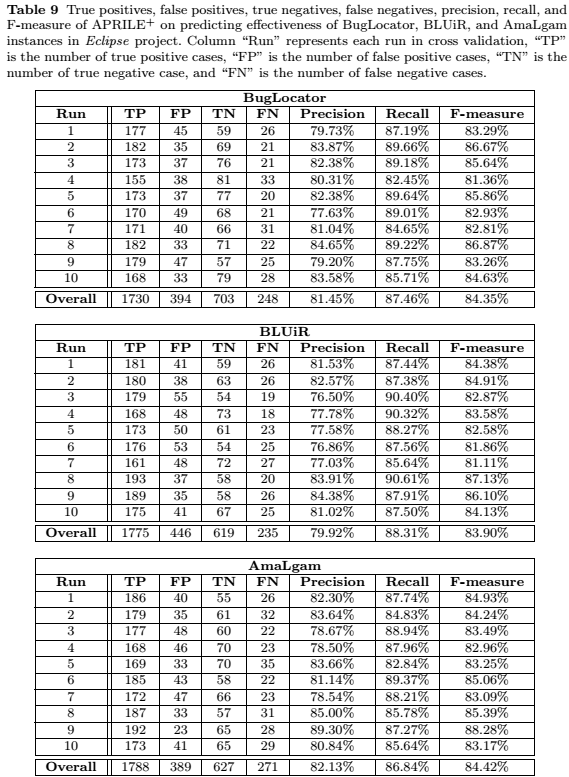 Table 9 True positives, false positives, true negatives, false negatives, precision, recall, and
F-measure of APRILE+ on predicting effectiveness of BugLocator, BLUiR, and AmaLgam
instances in Eclipse project. Column “Run” represents each run in cross validation, “TP”
is the number of true positive cases, “FP” is the number of false positive cases, “TN” is the
number of true negative case, and “FN” is the number of false negative cases.
BugLocator
Run TP FP TN FN Precision Recall F-measure
1 177 45 59 26 79.73% 87.19% 83.29%
2 182 35 69 21 83.87% 89.66% 86.67%
3 173 37 76 21 82.38% 89.18% 85.64%
4 155 38 81 33 80.31% 82.45% 81.36%
5 173 37 77 20 82.38% 89.64% 85.86%
6 170 49 68 21 77.63% 89.01% 82.93%
7 171 40 66 31 81.04% 84.65% 82.81%
8 182 33 71 22 84.65% 89.22% 86.87%
9 179 47 57 25 79.20% 87.75% 83.26%
10 168 33 79 28 83.58% 85.71% 84.63%
Overall 1730 394 703 248 81.45% 87.46% 84.35%
BLUiR
Run TP FP TN FN Precision Recall F-measure
1 181 41 59 26 81.53% 87.44% 84.38%
2 180 38 63 26 82.57% 87.38% 84.91%
3 179 55 54 19 76.50% 90.40% 82.87%
4 168 48 73 18 77.78% 90.32% 83.58%
5 173 50 61 23 77.58% 88.27% 82.58%
6 176 53 54 25 76.86% 87.56% 81.86%
7 161 48 72 27 77.03% 85.64% 81.11%
8 193 37 58 20 83.91% 90.61% 87.13%
9 189 35 58 26 84.38% 87.91% 86.10%
10 175 41 67 25 81.02% 87.50% 84.13%
Overall 1775 446 619 235 79.92% 88.31% 83.90%
AmaLgam
Run TP FP TN FN Precision Recall F-measure
1 186 40 55 26 82.30% 87.74% 84.93%
2 179 35 61 32 83.64% 84.83% 84.24%
3 177 48 60 22 78.67% 88.94% 83.49%
4 168 46 70 23 78.50% 87.96% 82.96%
5 169 33 70 35 83.66% 82.84% 83.25%
6 185 43 58 22 81.14% 89.37% 85.06%
7 172 47 66 23 78.54% 88.21% 83.09%
8 187 33 57 31 85.00% 85.78% 85.39%
9 192 23 65 28 89.30% 87.27% 88.28%
10 173 41 65 29 80.84% 85.64% 83.17%
Overall 1788 389 627 271 82.13% 86.84% 84.42%